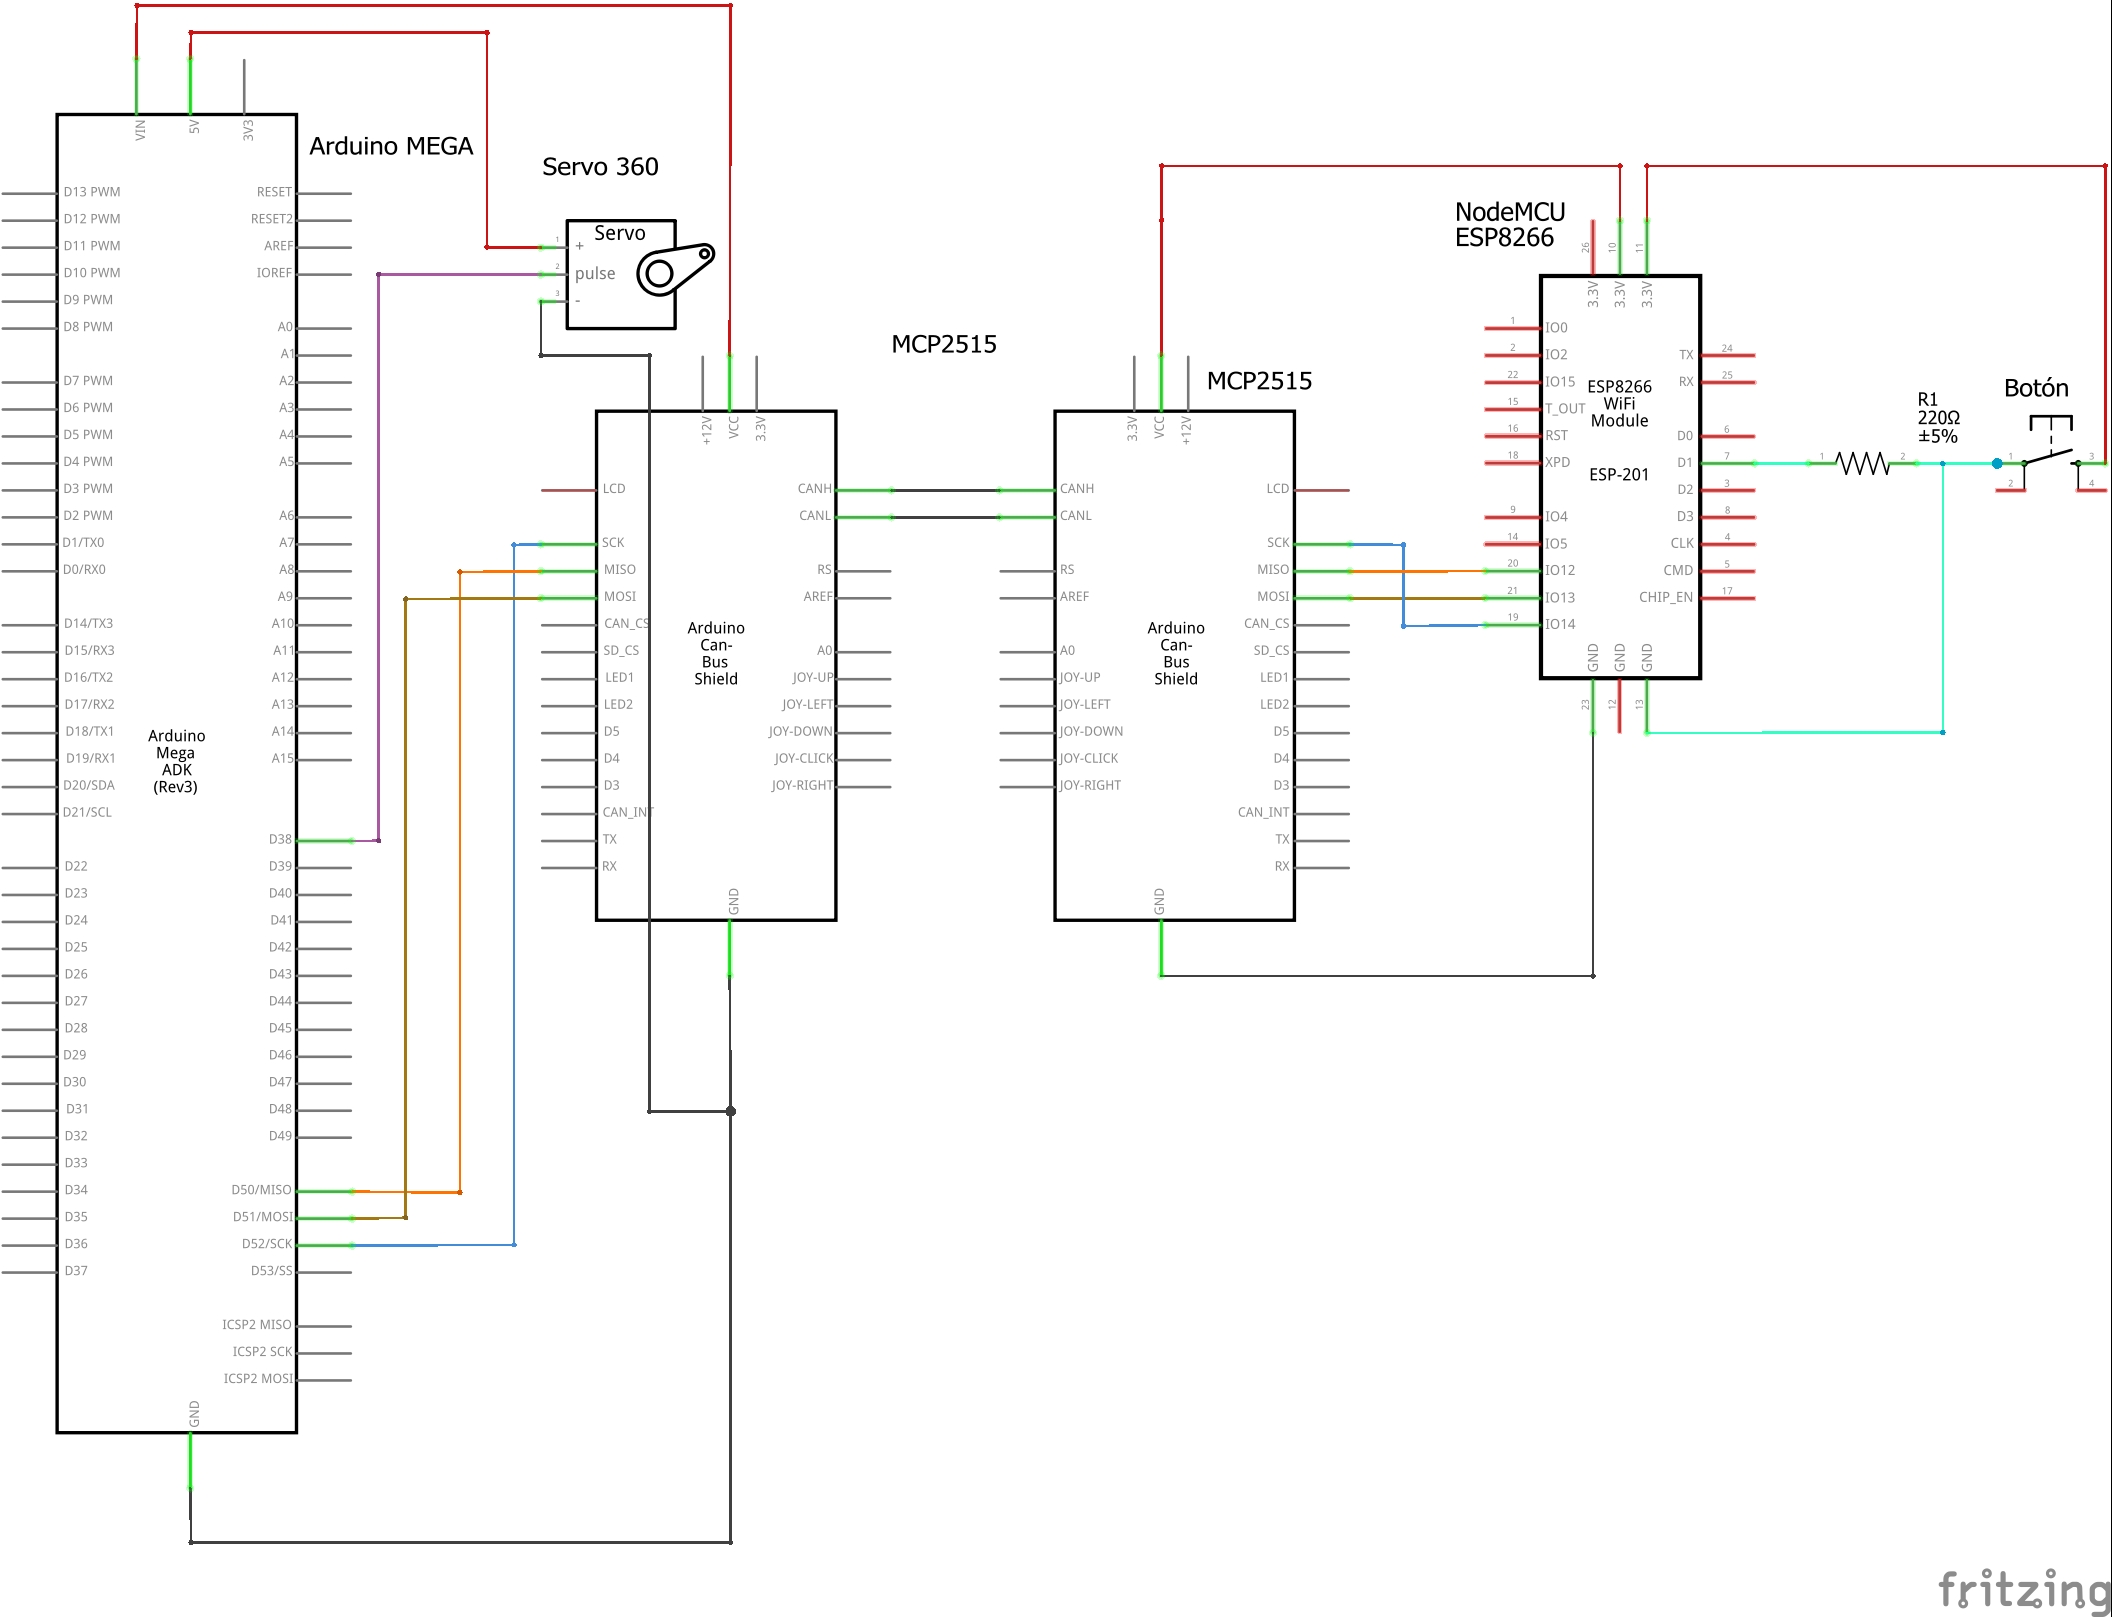 Arduino MEGA
VIN
5V
3V3
D13 PWM
D12 PWM
D11 PWM
D10 PWM
D9 PWM
D8 PWM
D7 PWM
D6 PWM
D5 PWM
D4 PWM
D3 PWM
D2 PWM
D1/TX0
D0/RX0
D14/TX3
D15/RX3
D16/TX2
D17/RX2
D18/TX1
D19/RX1
D20/SDA
D21/SCL
D22
D23
D24
D25
D26
D27
D28
D29
D30
D31
D32
D33
D34
D35
D36
D37
Arduino
Mega
ADK
(Rev3)
RESET
RESET2
AREF
IOREF
A0
A1
A2
A3
A4
A5
A6
A7
A8
A9
A10
A11
A12
A13
A14
A15
D38
D39
D40
D41
D42
D43
D44
D45
D46
D47
D48
D49
D50/MISO
D51/MOSI
D52/SCK
D53/SS
ICSP2 MISO
ICSP2 SCK
ICSP2 MOSI
GND
Servo 360
Servo
1
+
2
pulse
3
-
MCP2515
+12V
VCC
3.3V
LCD
SCK
MISO
MOSI
CAN_CS
SD_CS
LED1
LED2
D5
D4
D3
CAN_INT
TX
RX
Arduino
Can-
Bus
Shield
CANH
CANL
RS
AREF
A0
JOY-UP
JOY-LEFT
JOY-DOWN
JOY-CLICK
JOY-RIGHT
GND
MCP2515
3.3V
VCC
+12V
CANH
CANL
RS
AREF
A0
JOY-UP
JOY-LEFT
JOY-DOWN
JOY-CLICK
JOY-RIGHT
Arduino
Can-
Bus
Shield
LCD
SCK
MISO
MOSI
CAN_CS
SD_CS
LED1
LED2
D5
D4
D3
CAN_INT
TX
RX
GND
NodeMCU
ESP8266
26
10
11
3.3V
3.3V
3.3V
1
IO0
2
IO2
22
IO15
15
T_OUT
16
RST
18
XPD
9
IO4
14
IO5
20
IO12
21
IO13
19
IO14
ESP8266
WiFi
Module
ESP-201
TX
24
RX
25
D0
6
D1
7
D2
3
D3
8
CLK
4
CMD
5
CHIP_EN
17
GND
GND
GND
23
12
13
R1
220Ω
±5%
1
2
Botón
1
2
3
4
fritzing